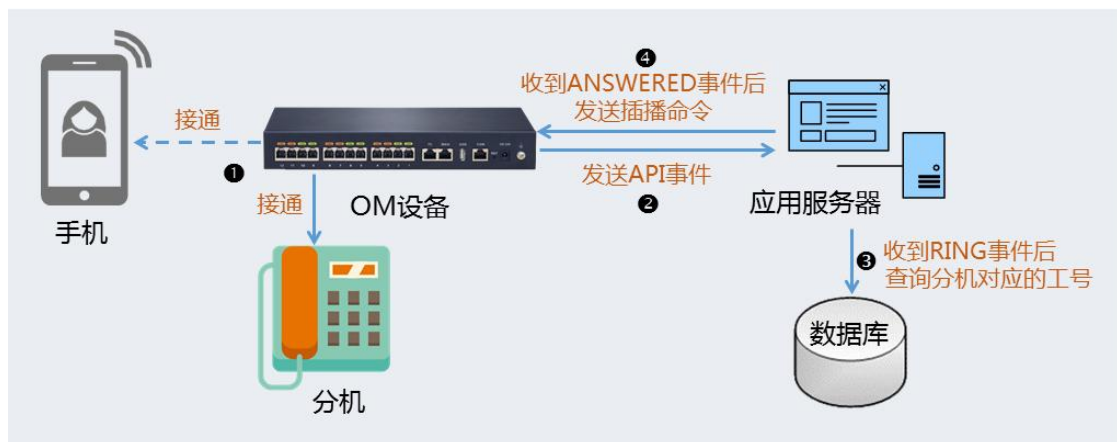 ❹
收到ANSWERED事件后
发送插播命令
接通
❶
接通
OM设备
发送API事件
❷
应用服务器
手机
❸ 收到RING事件后
查询分机对应的工号
数据库
分机